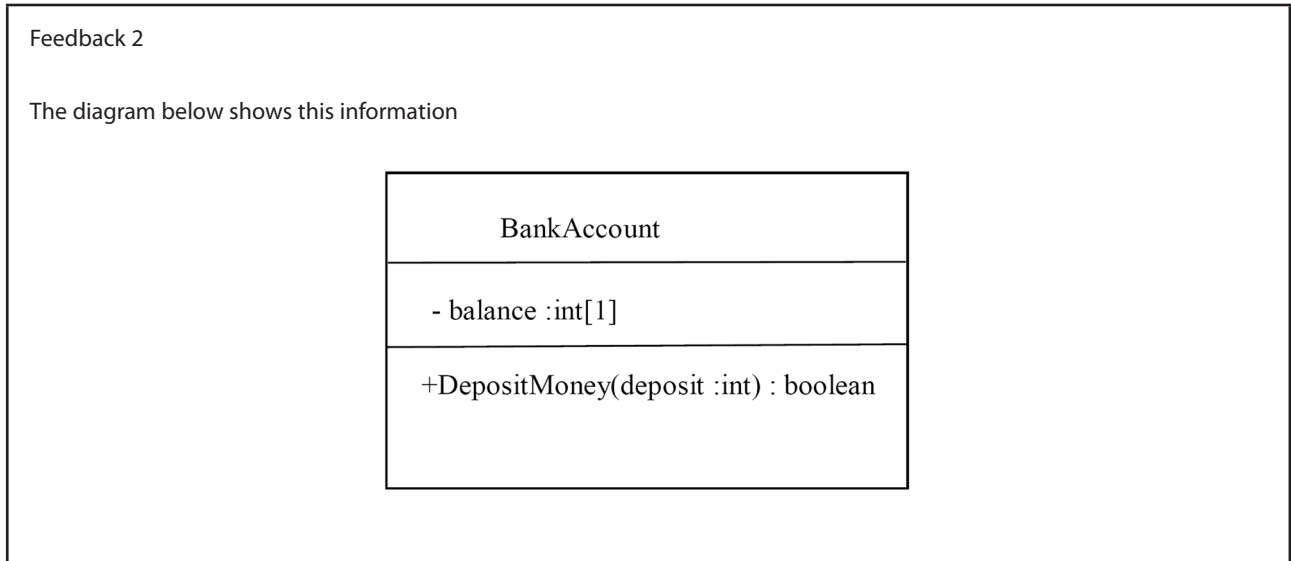 Feedback 2
The diagram below shows this information
BankAccount
- balance :int[1]
+DepositMoney(deposit :int) : boolean